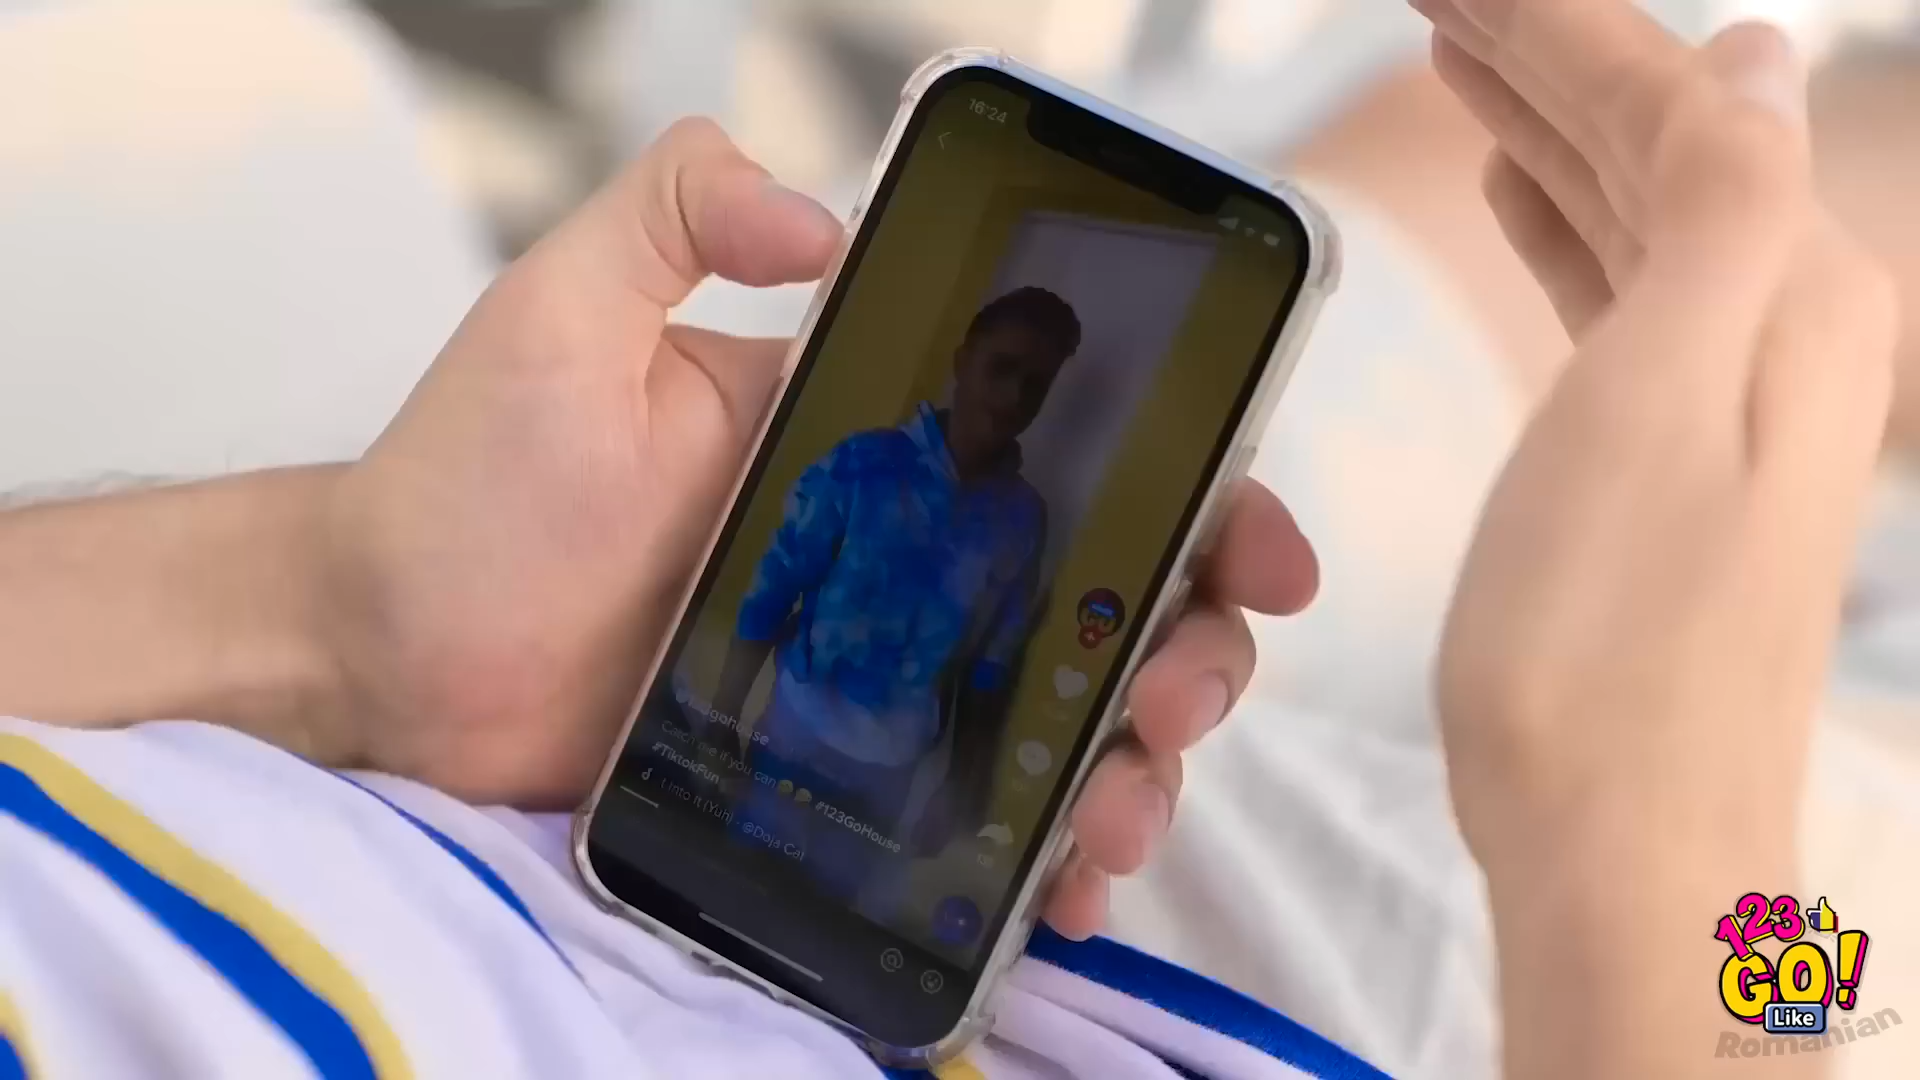 16:24
Catch me if you can #123GoHouse
#TiktokFun
t Into It (Yuh) - @Doja Cat
123
GO!
Like
Romanian